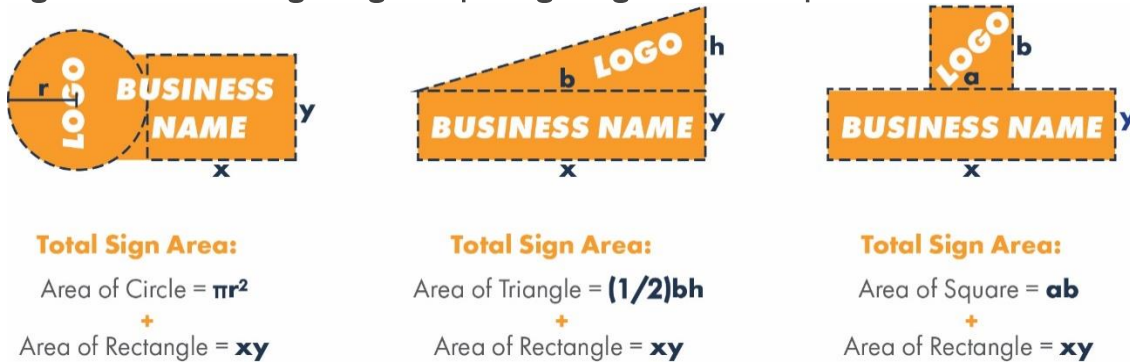 LOGO
r
BUSINESS
NAME
y
x
Total Sign Area:
Area of Circle = πr²
+
Area of Rectangle = xy
LOGO
h
b
BUSINESS NAME
y
x
Total Sign Area:
Area of Triangle = (1/2)bh
+
Area of Rectangle = xy
LOGO
b
a
BUSINESS NAME
y
x
Total Sign Area:
Area of Square = ab
+
Area of Rectangle = xy